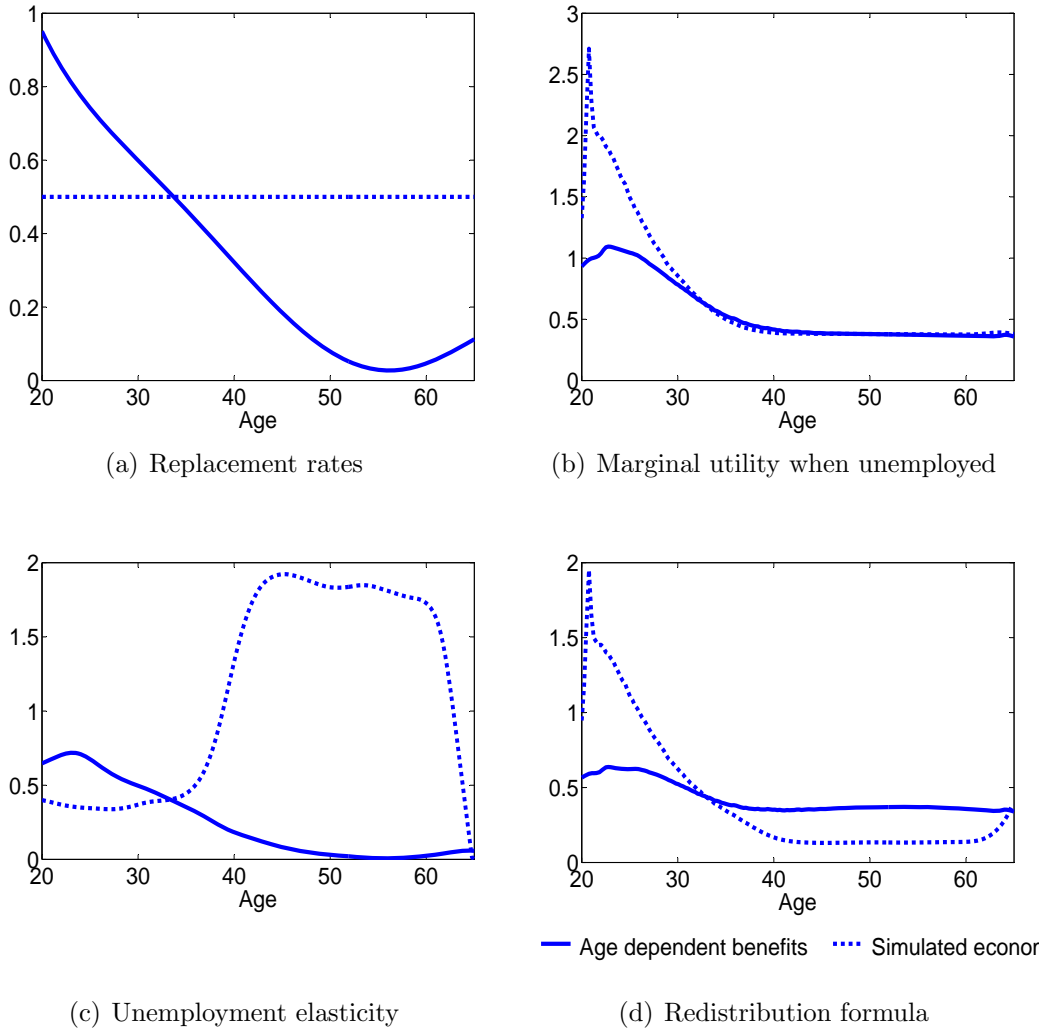 1
0.8
0.6
0.4
0.2
0
20 30 40 50 60
Age
(a) Replacement rates
3
2.5
2
1.5
1
0.5
0
20 30 40 50 60
Age
(b) Marginal utility when unemployed
2
1.5
1
0.5
0
20 30 40 50 60
Age
(c) Unemployment elasticity
2
1.5
1
0.5
0
20 30 40 50 60
Age
Age dependent benefits Simulated econor
(d) Redistribution formula